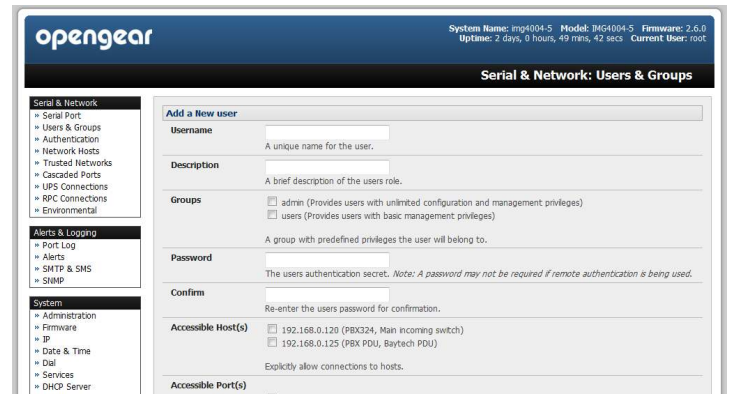 opengear
System Name: img4004-5 Model: IMG4004-5 Firmware: 2.6.0
Uptime: 2 days, 0 hours, 49 mins, 42 secs Current User: root
Serial & Network: Users & Groups
Serial & Network
» Serial Port
» Users & Groups
» Authentication
» Network Hosts
» Trusted Networks
» Cascaded Ports
» UPS Connections
» RPC Connections
» Environmental
Alerts & Logging
» Port Log
» Alerts
» SMTP & SMS
» SNMP
System
» Administration
» Firmware
» IP
» Date & Time
» Dial
» Services
» DHCP Server
Add a New user
Username
A unique name for the user.
Description
A brief description of the users role.
Groups
admin (Provides users with unlimited configuration and management privileges)
users (Provides users with basic management privileges)
A group with predefined privileges the user will belong to.
Password
The users authentication secret. Note: A password may not be required if remote authentication is being used.
Confirm
Re-enter the users password for confirmation.
Accessible Host(s)
192.168.0.120 (PBX324, Main incoming switch)
192.168.0.125 (PBX PDU, Baytech PDU)
Explicitly allow connections to hosts.
Accessible Port(s)